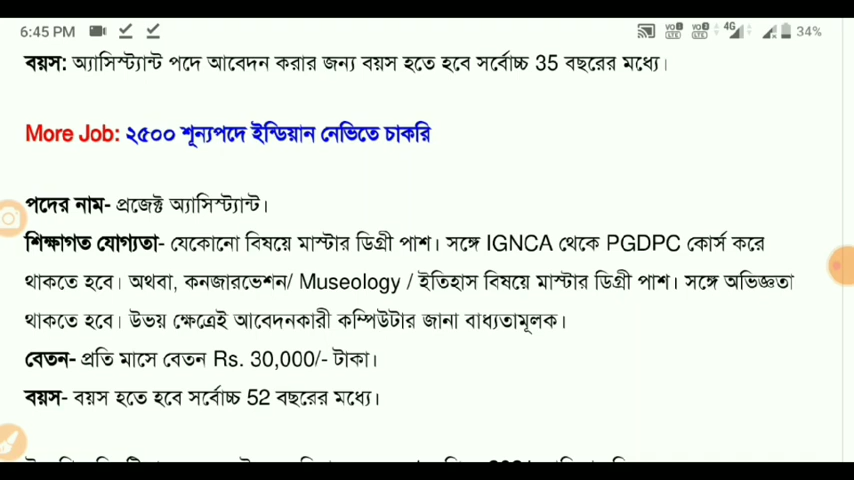 6:45 PM 4G 34%
বয়স: অ্যাসিস্ট্যান্ট পদে আবেদন করার জন্য বয়স হতে হবে সর্বোচ্চ 35 বছরের মধ্যে।
More Job: ২৫০০ শূন্যপদে ইন্ডিয়ান নেভিতে চাকরি
পদের নাম- প্রজেক্ট অ্যাসিস্ট্যান্ট।
শিক্ষাগত যোগ্যতা- যেকোনো বিষয়ে মাস্টার ডিগ্রী পাশ। সঙ্গে IGNCA থেকে PGDPC কোর্স করে
থাকতে হবে। অথবা, কনজারভেশন/ Museology / ইতিহাস বিষয়ে মাস্টার ডিগ্রী পাশ। সঙ্গে অভিজ্ঞতা
থাকতে হবে। উভয় ক্ষেত্রেই আবেদনকারী কম্পিউটার জানা বাধ্যতামূলক।
বেতন- প্রতি মাসে বেতন Rs. 30,000/- টাকা।
বয়স- বয়স হতে হবে সর্বোচ্চ 52 বছরের মধ্যে।